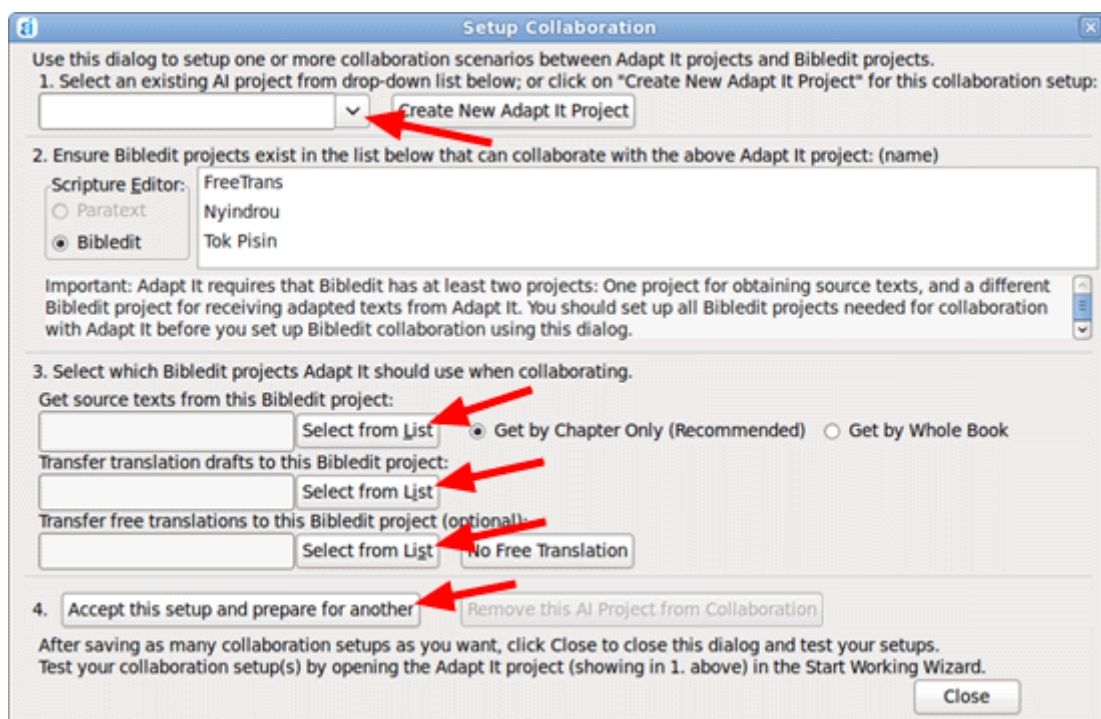 Setup Collaboration
Use this dialog to setup one or more collaboration scenarios between Adapt It projects and Bibledit projects.
1. Select an existing AI project from drop-down list below; or click on "Create New Adapt It Project" for this collaboration setup:
Create New Adapt It Project
2. Ensure Bibledit projects exist in the list below that can collaborate with the above Adapt It project: (name)
Scripture Editor:
Paratext
Bibledit
FreeTrans
Nyindrou
Tok Pisin
Important: Adapt It requires that Bibledit has at least two projects: One project for obtaining source texts, and a different
Bibledit project for receiving adapted texts from Adapt It. You should set up all Bibledit projects needed for collaboration
with Adapt It before you set up Bibledit collaboration using this dialog.
3. Select which Bibledit projects Adapt It should use when collaborating.
Get source texts from this Bibledit project:
Select from List
Get by Chapter Only (Recommended)
Get by Whole Book
Transfer translation drafts to this Bibledit project:
Select from List
Transfer free translations to this Bibledit project (optional):
Select from List
No Free Translation
4. Accept this setup and prepare for another
Remove this AI Project from Collaboration
After saving as many collaboration setups as you want, click Close to close this dialog and test your setups.
Test your collaboration setup(s) by opening the Adapt It project (showing in 1. above) in the Start Working Wizard.
Close